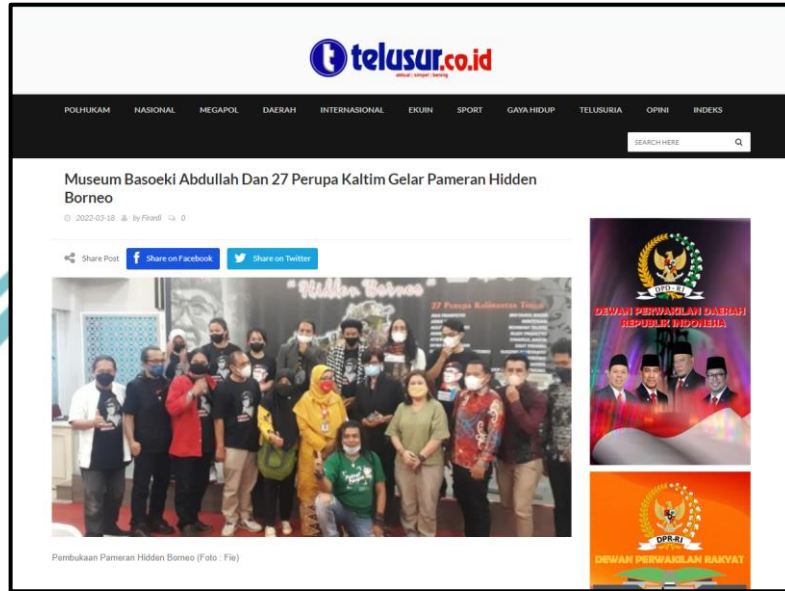 telusur.co.id
aktual | simpel | bening
POLHUKAM NASIONAL MEGAPOL DAERAH INTERNASIONAL EKUIN SPORT GAYA HIDUP TELUSURIA OPINI INDEKS
SEARCH HERE
Museum Basoeki Abdullah Dan 27 Perupa Kaltim Gelar Pameran Hidden
Borneo
2022-03-18 by Firardi 0
Share Post Share on Facebook Share on Twitter
"Hidden Borneo"
27 Perupa Kalimantan Timur
Pembukaan Pameran Hidden Borneo (Foto : Fie)
DPD-RI
DEWAN PERWAKILAN DAERAH
REPUBLIK INDONESIA
DPR-RI
DEWAN PERWAKILAN RAKYAT